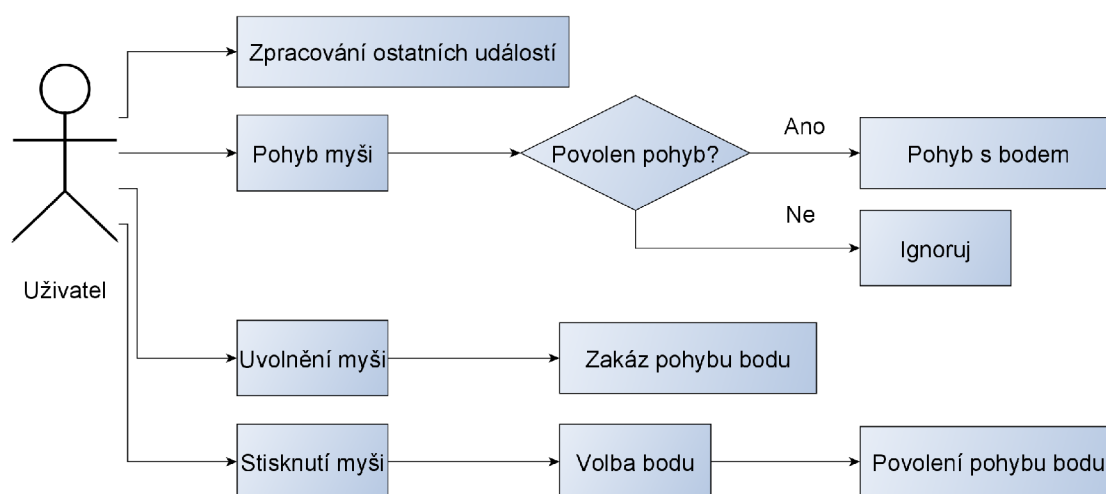 Zpracování ostatních událostí
Pohyb myši
Povolen pohyb?
Ano
Pohyb s bodem
Ne
Ignoruj
Uživatel
Uvolnění myši
Zakáz pohybu bodu
Stisknutí myši
Volba bodu
Povolení pohybu bodu